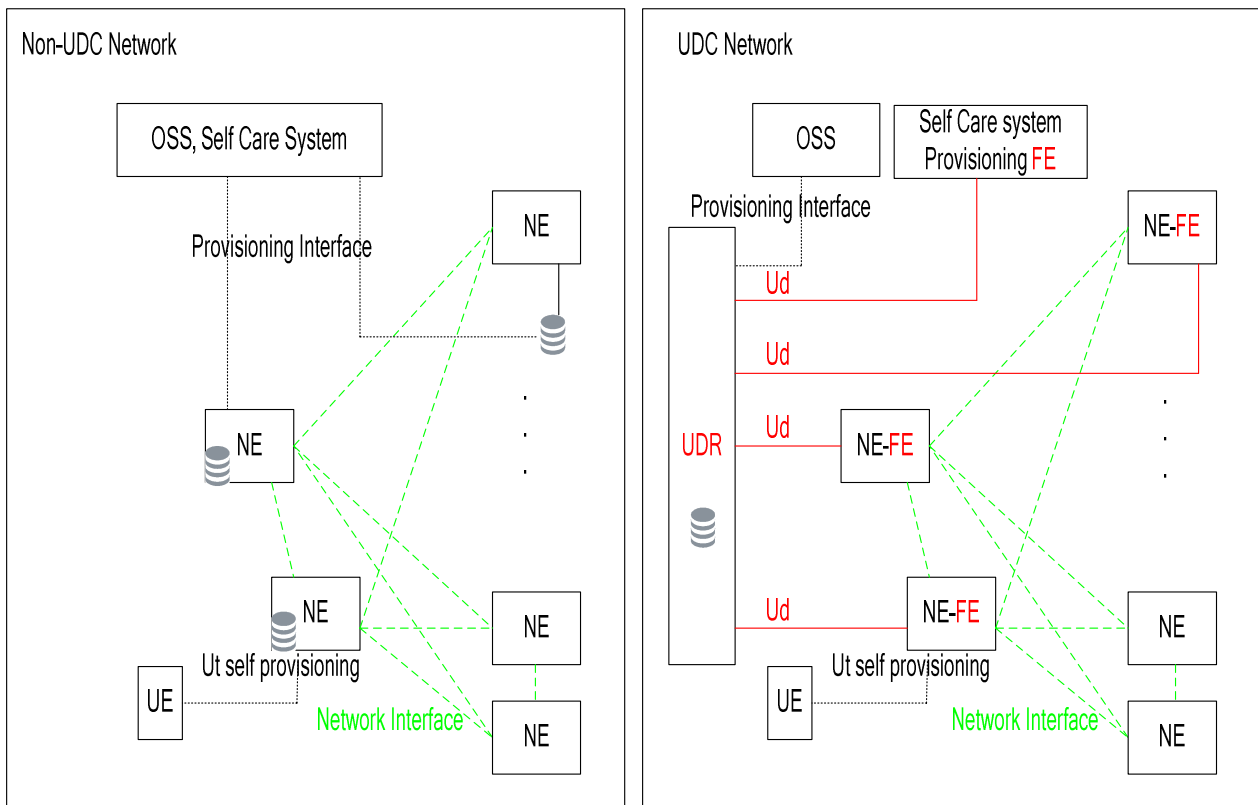 Non-UDC Network
OSS, Self Care System
NE
Provisioning Interface
NE
NE
NE
Ut self provisioning
UE
Network Interface
NE
UDC Network
OSS
Self Care system
Provisioning FE
Provisioning Interface
NE-FE
Ud
Ud
Ud
UDR
NE-FE
Ud
NE-FE
NE
Ut self provisioning
UE
Network Interface
NE